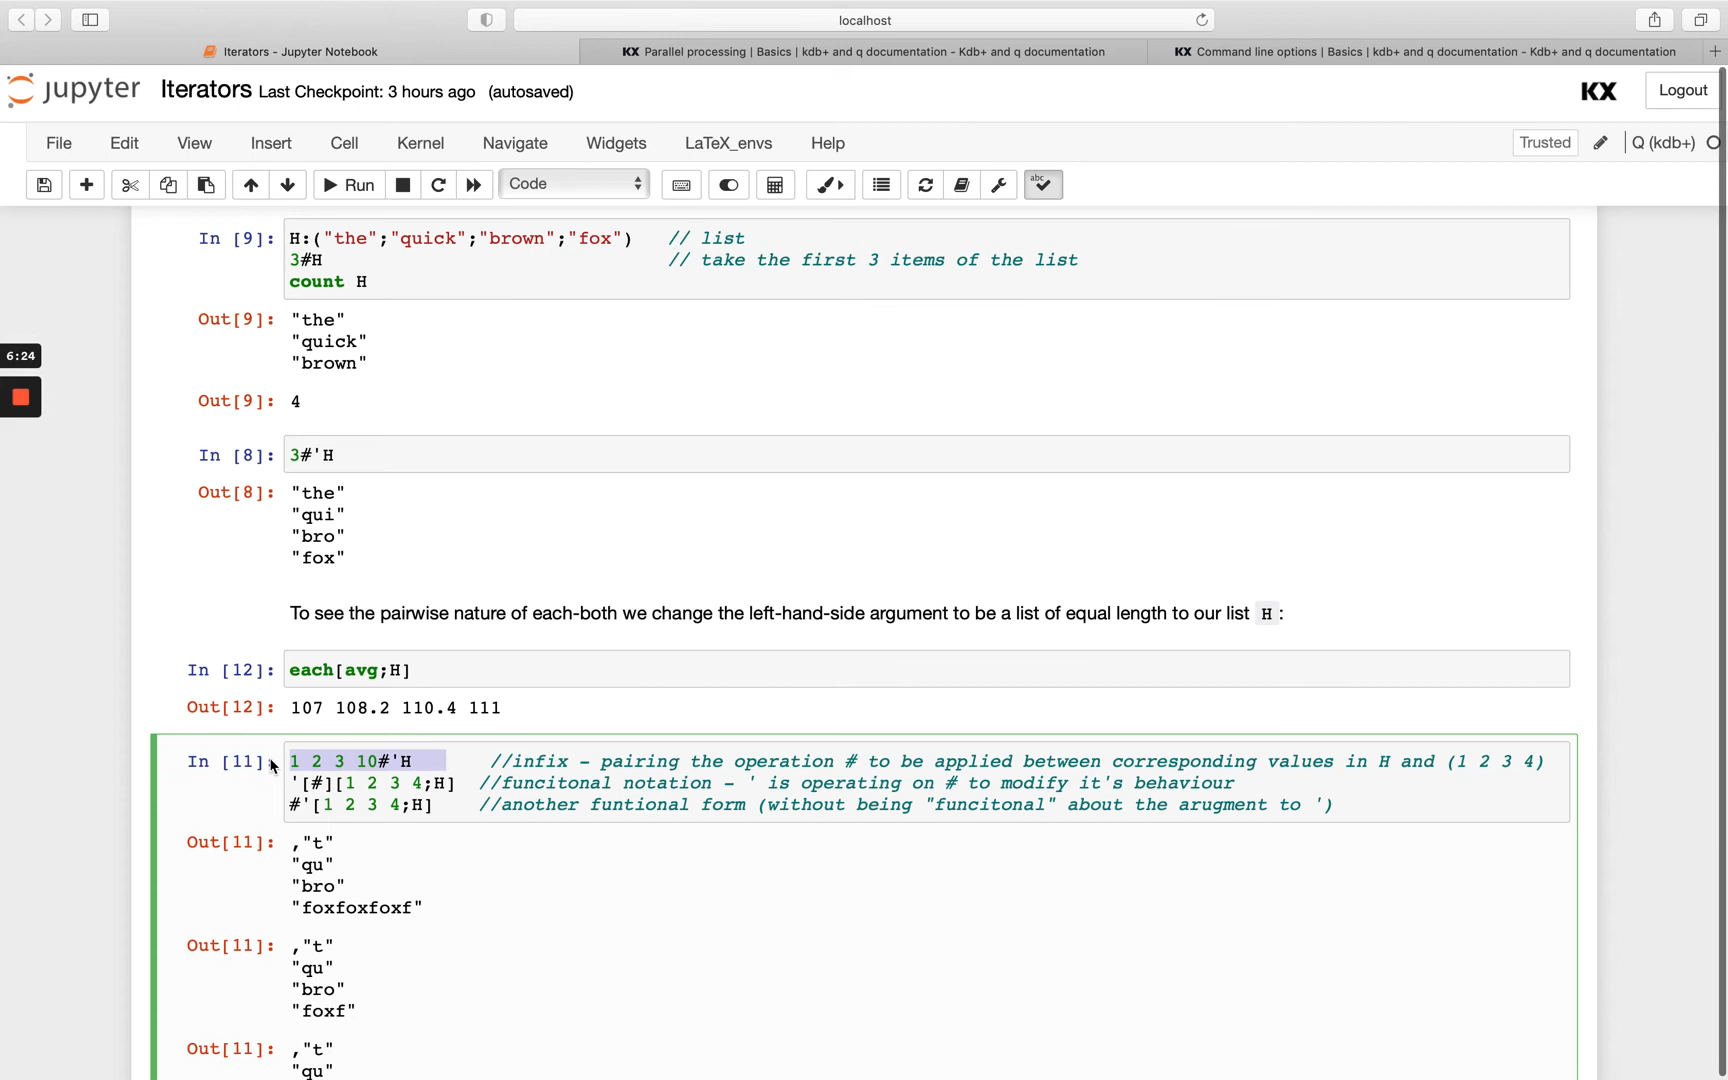 localhost
Iterators - Jupyter Notebook
KX Parallel processing | Basics | kdb+ and q documentation - Kdb+ and q documentation
KX Command line options | Basics | kdb+ and q documentation - Kdb+ and q documentation
jupyter Iterators Last Checkpoint: 3 hours ago (autosaved)
KX
Logout
File Edit View Insert Cell Kernel Navigate Widgets LaTeX_envs Help
Trusted
Q (kdb+)
Run
Code
abc
In [9]: H:("the";"quick";"brown";"fox") // list
3#H // take the first 3 items of the list
count H
Out[9]: "the"
"quick"
"brown"
6:24
Out[9]: 4
In [8]: 3#'H
Out[8]: "the"
"qui"
"bro"
"fox"
To see the pairwise nature of each-both we change the left-hand-side argument to be a list of equal length to our list H :
In [12]: each[avg;H]
Out[12]: 107 108.2 110.4 111
In [11]: 1 2 3 10#'H //infix - pairing the operation # to be applied between corresponding values in H and (1 2 3 4)
'[#][1 2 3 4;H] //funcitonal notation - ' is operating on # to modify it's behaviour
#'[1 2 3 4;H] //another funtional form (without being "funcitonal" about the arugment to ')
Out[11]: ,"t"
"qu"
"bro"
"foxfoxfoxf"
Out[11]: ,"t"
"qu"
"bro"
"foxf"
Out[11]: ,"t"
"qu"